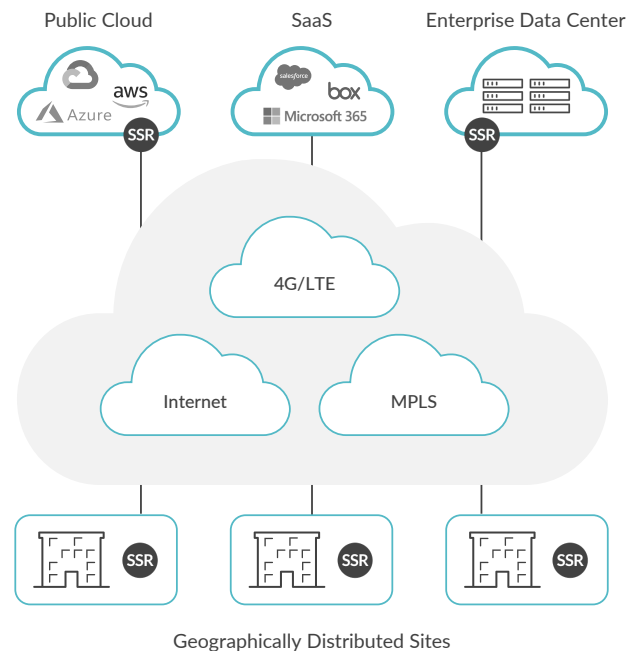 Public Cloud
SaaS
Enterprise Data Center
aws
Azure
SSR
salesforce
box
Microsoft 365
SSR
4G/LTE
Internet
MPLS
SSR
SSR
SSR
Geographically Distributed Sites